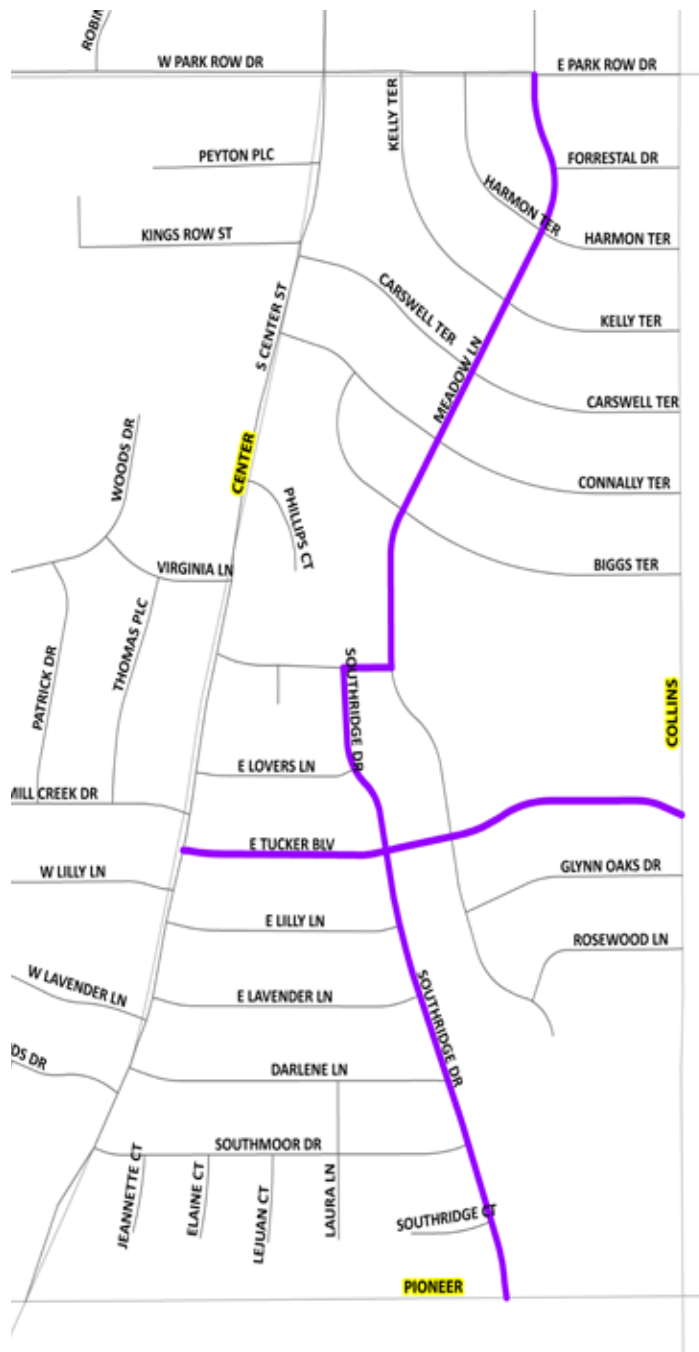 ROBIN
W PARK ROW DR
E PARK ROW DR
KELLY TER
PEYTON PLC
FORRESTAL DR
HARMON TER
KINGS ROW ST
HARMON TER
S CENTER ST
CARSWELL TER
KELLY TER
MEADOW LN
CARSWELL TER
WOODS DR
CENTER
CONNALLY TER
PHILLIPS CT
VIRGINIA LN
BIGGS TER
THOMAS PLC
PATRICK DR
SOUTHRIDGE DR
COLLINS
E LOVERS LN
MILL CREEK DR
E TUCKER BLV
W LILLY LN
GLYNN OAKS DR
E LILLY LN
ROSEWOOD LN
W LAVENDER LN
E LAVENDER LN
SOUTHRIDGE DR
DS DR
DARLENE LN
SOUTHMOOR DR
JEANNETTE CT
ELAINE CT
LEJUAN CT
LAURA LN
SOUTHRIDGE CT
PIONEER